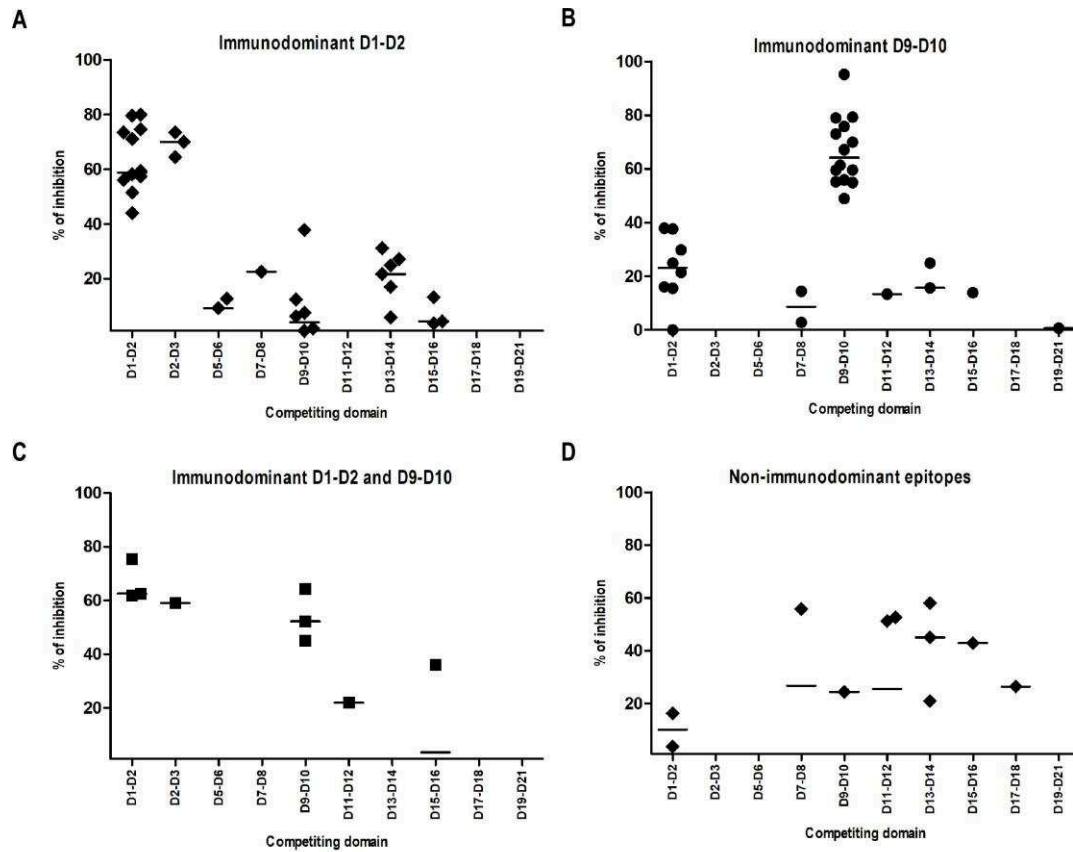 A
Immunodominant D1-D2
100
80
60
40
20
% of inhibition
D1-D2
D2-D3
D5-D6
D7-D8
D9-D10
D11-D12
D13-D14
D15-D16
D17-D18
D19-D21
Competiting domain
B
Immunodominant D9-D10
100
80
60
40
20
0
% of inhibition
D1-D2
D2-D3
D5-D6
D7-D8
D9-D10
D11-D12
D13-D14
D15-D16
D17-D18
D19-D21
Competing domain
C
Immunodominant D1-D2 and D9-D10
100
80
60
40
20
% of inhibition
D1-D2
D2-D3
D5-D6
D7-D8
D9-D10
D11-D12
D13-D14
D15-D16
D17-D18
D19-D21
Competiting domain
D
Non-immunodominant epitopes
100
80
60
40
20
% of inhibition
D1-D2
D2-D3
D5-D6
D7-D8
D9-D10
D11-D12
D13-D14
D15-D16
D17-D18
D19-D21
Competiting domain